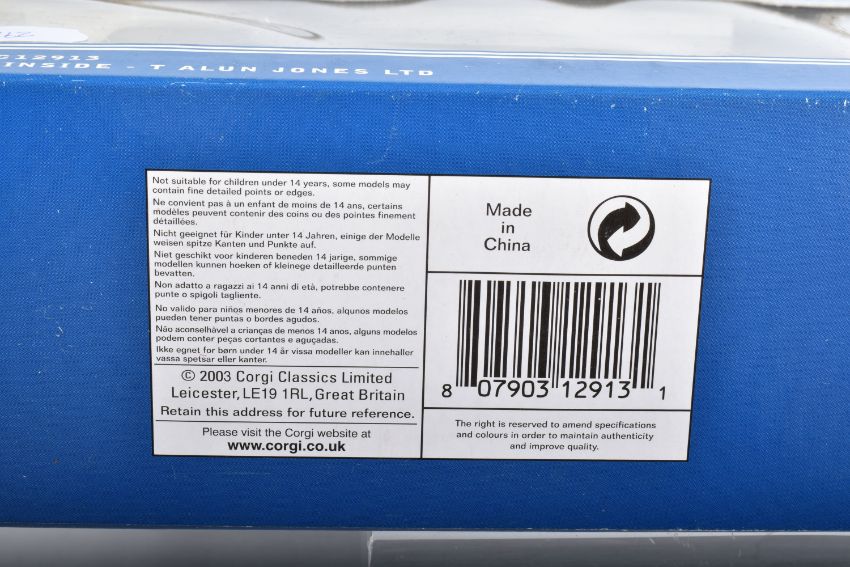 C12913
INSIDE - T ALUN JONES LTD
Not suitable for children under 14 years, some models may
contain fine detailed points or edges.
Ne convient pas à un enfant de moins de 14 ans, certains
modèles peuvent contenir des coins ou des pointes finement
détaillées.
Nicht geeignet für Kinder unter 14 Jahren, einige der Modelle
weisen spitze Kanten und Punkte auf.
Niet geschikt voor kinderen beneden 14 jarige, sommige
modellen kunnen hoeken of kleinege detailleerde punten
bevatten.
Non adatto a ragazzi ai 14 anni di età, potrebbe contenere
punte o spigoli tagliente.
No valido para niños menores de 14 años, alqunos modelos
pueden tener puntas o bordes agudos.
Não aconselhável a crianças de menos 14 anos, alguns modelos
podem conter peças cortantes e aguçadas.
Ikke egnet for børn under 14 år vissa modeller kan innehaller
vassa spetsar eller kanter.
© 2003 Corgi Classics Limited
Leicester, LE19 1RL, Great Britain
Retain this address for future reference.
Please visit the Corgi website at
www.corgi.co.uk
Made
in
China
8 07903 12913 1
The right is reserved to amend specifications
and colours in order to maintain authenticity
and improve quality.